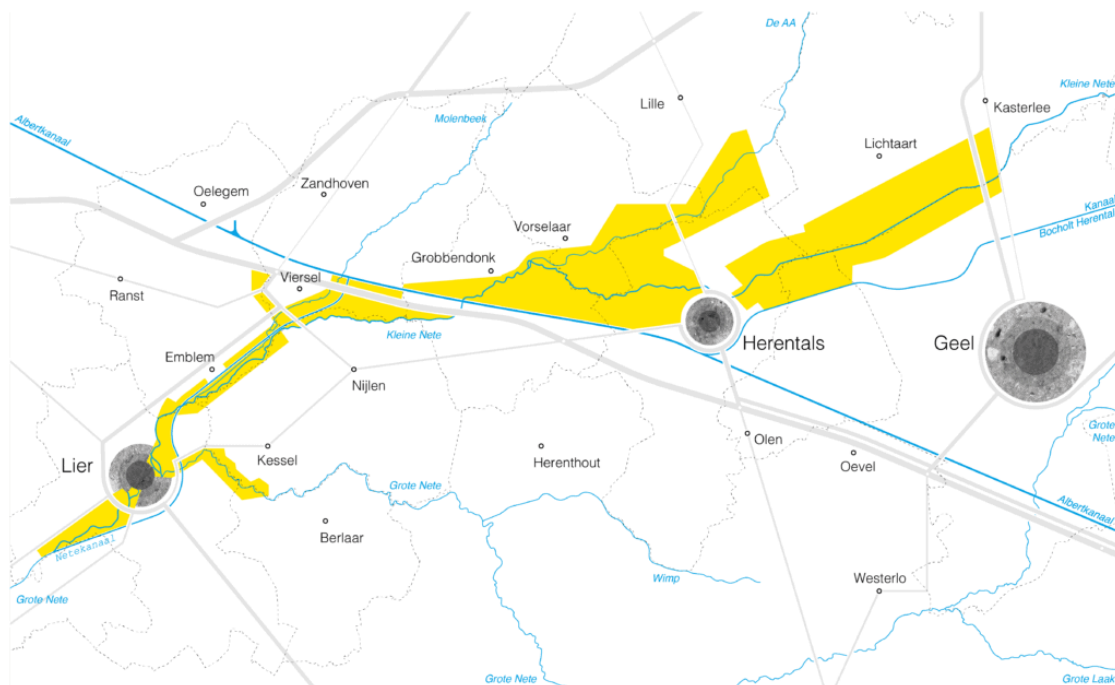 De AA
Kleine Nete
Lille
Kasterlee
Molenbeek
Albertkanaal
Lichtaart
Zandhoven
Oelegem
Kanaal
Bocholt Herentals
Vorselaar
Grobbendonk
Viersel
Ranst
Kleine Nete
Herentals
Geel
Emblem
Nijlen
Grote
Nete
Olen
Lier
Kessel
Herenthout
Oevel
Grote Nete
Albertkanaal
Berlaar
Netekanaal
Wimp
Westerlo
Grote Nete
Grote Nete
Grote Laak